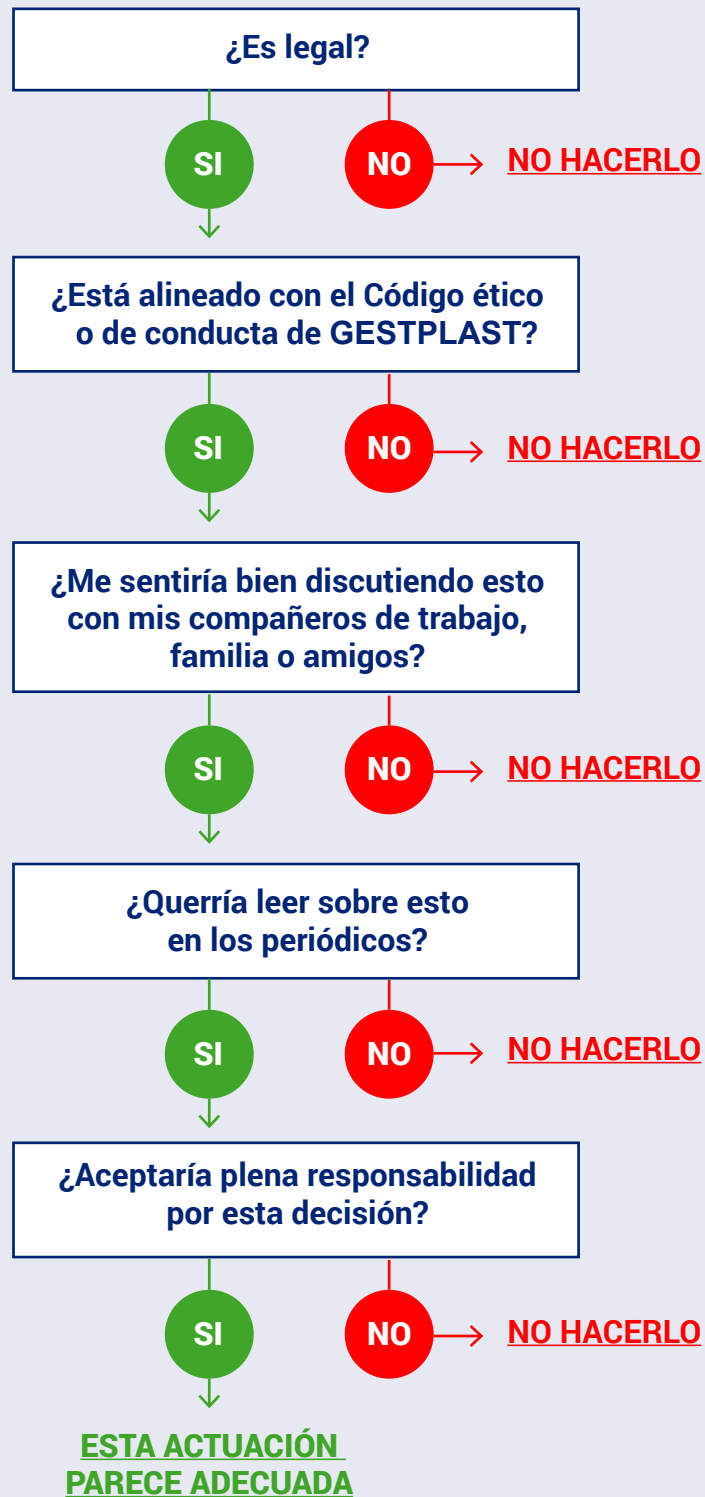 ¿Es legal?
SI
NO
NO HACERLO
¿Está alineado con el Código ético
o de conducta de GESTPLAST?
SI
NO
NO HACERLO
¿Me sentiría bien discutiendo esto
con mis compañeros de trabajo,
familia o amigos?
SI
NO
NO HACERLO
¿Querría leer sobre esto
en los periódicos?
SI
NO
NO HACERLO
¿Aceptaría plena responsabilidad
por esta decisión?
SI
NO
NO HACERLO
ESTA ACTUACIÓN
PARECE ADECUADA